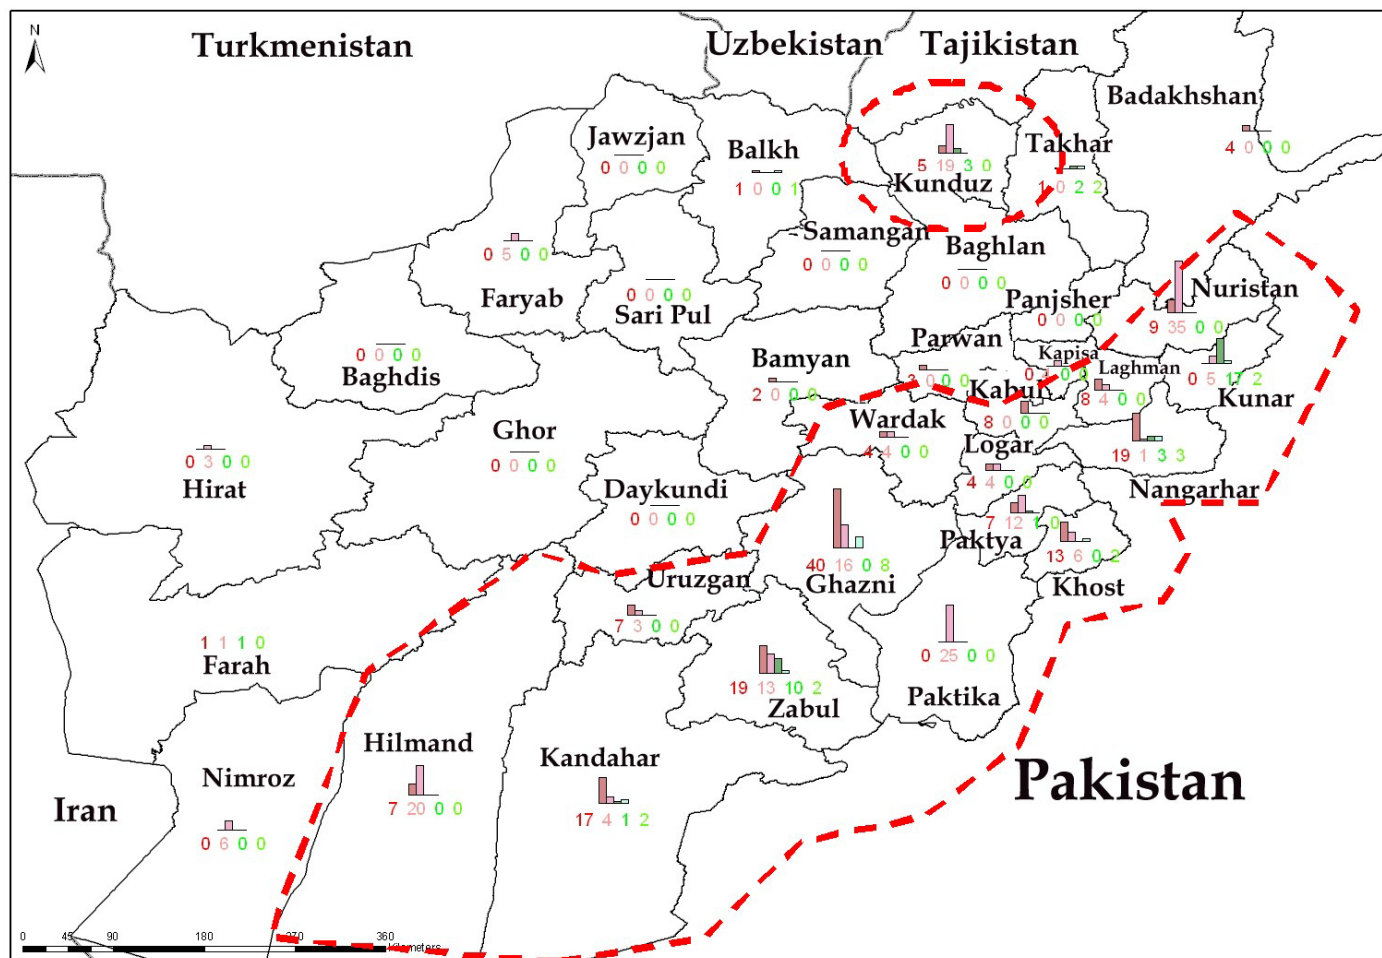 N
Turkmenistan
Uzbekistan
Tajikistan
Badakhshan
4 0 0 0
Jawzjan
0 0 0 0
Balkh
1 0 0 1
5 19 3 0
Kunduz
Takhar
1 0 2 2
0 5 0 0
Faryab
0 0 0 0
Sari Pul
Samangan
0 0 0 0
Baghlan
0 0 0 0
Panjsher
0 0 0 0
Nuristan
9 35 0 0
0 0 0 0
Baghdis
Bamyan
2 0 0 0
Parwan
3 0 0 0
Kapisa
Laghman
8 4 0 0
0 5 17 2
Kunar
Kabul
8 0 0 0
Wardak
4 4 0 0
Logar
4 4 0 0
19 1 3 3
Nangarhar
0 3 0 0
Hirat
Ghor
0 0 0 0
Daykundi
0 0 0 0
7 12 1 0
Paktya
13 6 0 2
Khost
40 16 0 8
Ghazni
Uruzgan
7 3 0 0
1 1 1 0
Farah
19 13 10 2
Zabul
0 25 0 0
Paktika
Hilmand
7 20 0 0
Kandahar
17 4 1 2
Nimroz
0 6 0 0
Iran
Pakistan
0 45 90 180 270 360
Kilometers